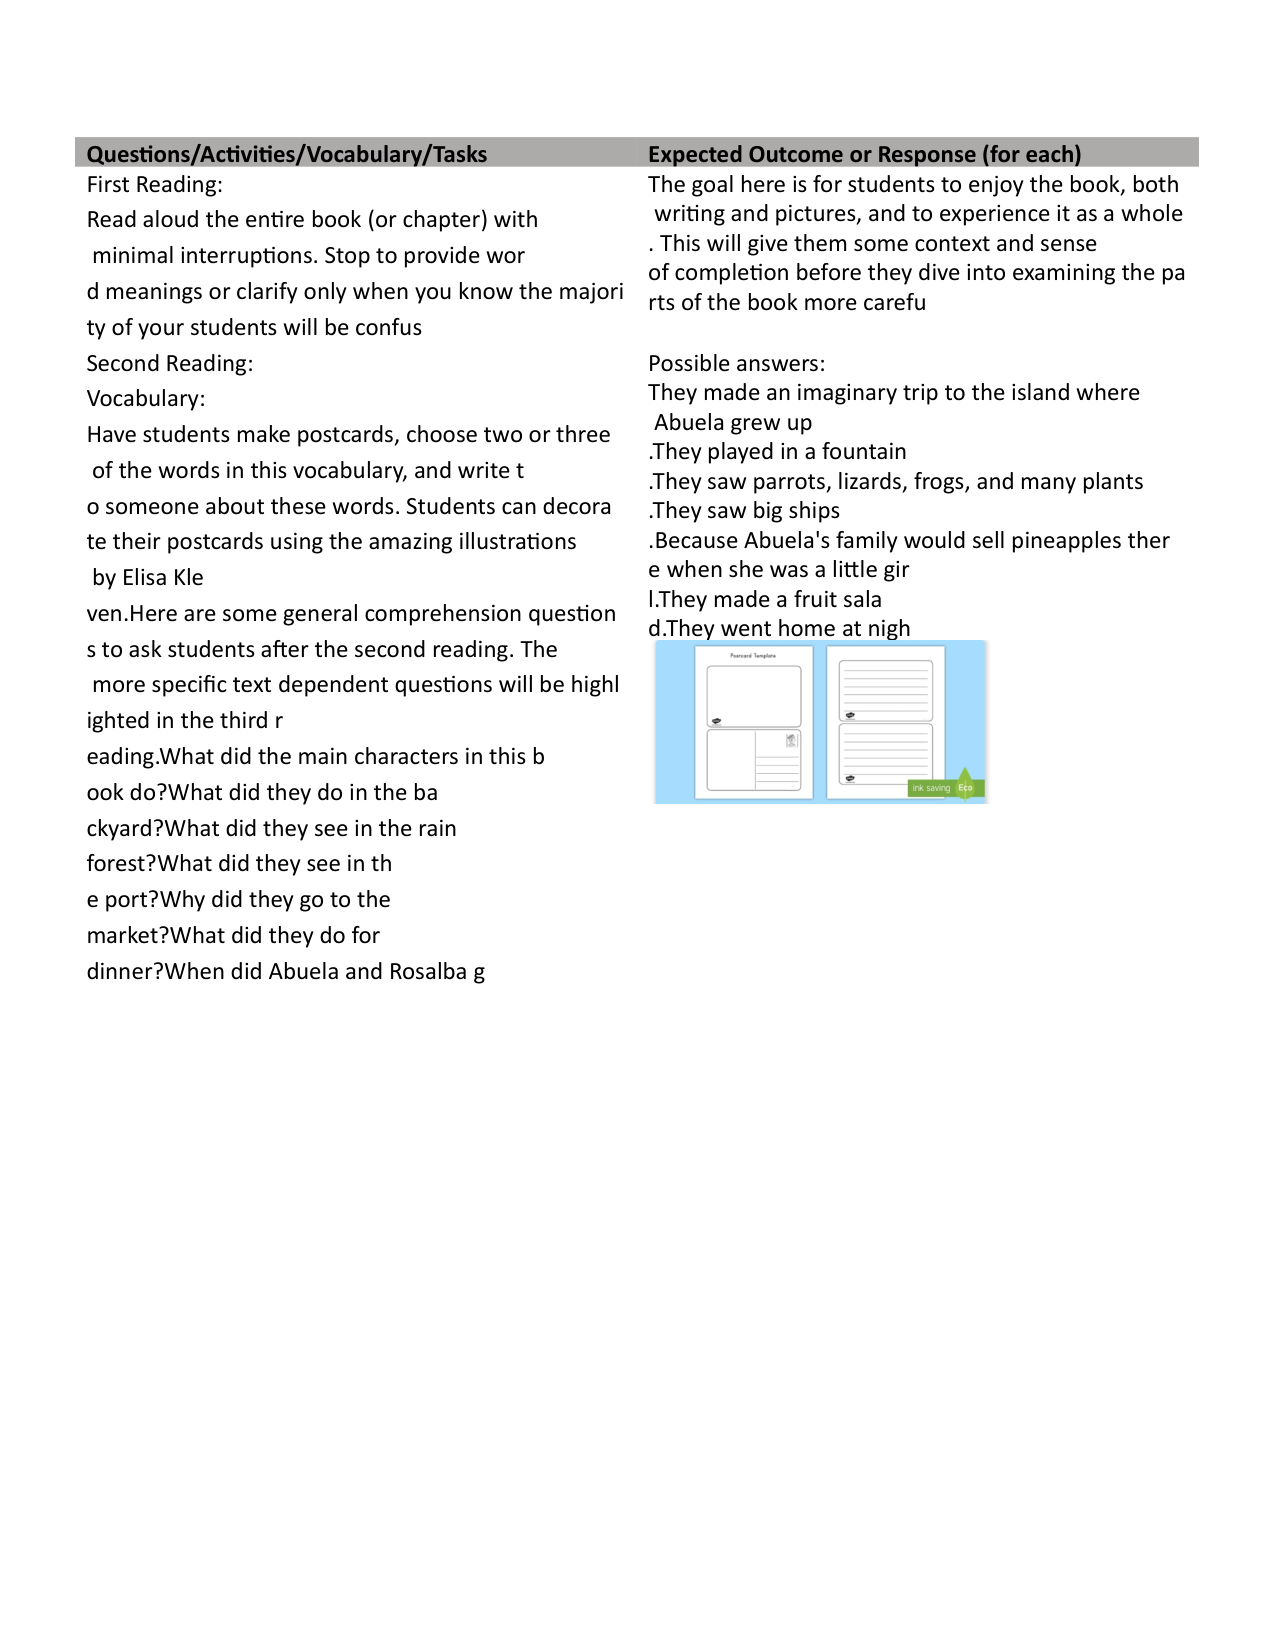 Questions/Activities/Vocabulary/Tasks
Expected Outcome or Response (for each)
First Reading:
Read aloud the entire book (or chapter) with
minimal interruptions. Stop to provide wor
d meanings or clarify only when you know the majori
ty of your students will be confus
The goal here is for students to enjoy the book, both
writing and pictures, and to experience it as a whole
. This will give them some context and sense
of completion before they dive into examining the pa
rts of the book more carefu
Second Reading:
Vocabulary:
Have students make postcards, choose two or three
of the words in this vocabulary, and write t
o someone about these words. Students can decora
te their postcards using the amazing illustrations
by Elisa Kle
ven.Here are some general comprehension question
s to ask students after the second reading. The
more specific text dependent questions will be highl
ighted in the third r
eading.What did the main characters in this b
ook do?What did they do in the ba
ckyard?What did they see in the rain
forest?What did they see in th
e port?Why did they go to the
market?What did they do for
dinner?When did Abuela and Rosalba g
Possible answers:
They made an imaginary trip to the island where
Abuela grew up
.They played in a fountain
.They saw parrots, lizards, frogs, and many plants
.They saw big ships
.Because Abuela's family would sell pineapples ther
e when she was a little gir
l.They made a fruit sala
d.They went home at nigh
Postcard Template
ink saving
Eco